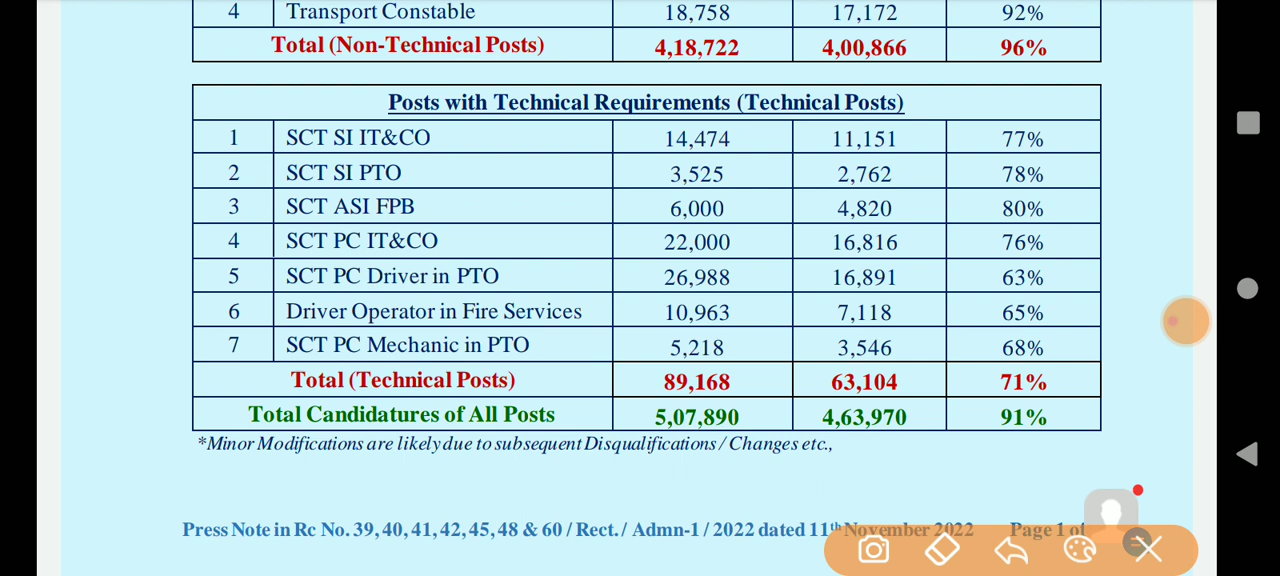 4 Transport Constable 18,758 17,172 92%
Total (Non-Technical Posts) 4,18,722 4,00,866 96%
Posts with Technical Requirements (Technical Posts)
1 SCT SI IT&CO 14,474 11,151 77%
2 SCT SI PTO 3,525 2,762 78%
3 SCT ASI FPB 6,000 4,820 80%
4 SCT PC IT&CO 22,000 16,816 76%
5 SCT PC Driver in PTO 26,988 16,891 63%
6 Driver Operator in Fire Services 10,963 7,118 65%
7 SCT PC Mechanic in PTO 5,218 3,546 68%
Total (Technical Posts) 89,168 63,104 71%
Total Candidatures of All Posts 5,07,890 4,63,970 91%
*Minor Modifications are likely due to subsequent Disqualifications / Changes etc.,
Press Note in Rc No. 39, 40, 41, 42, 45, 48 & 60 / Rect. / Admn-1 / 2022 dated 11th November 2022 Page 1 of